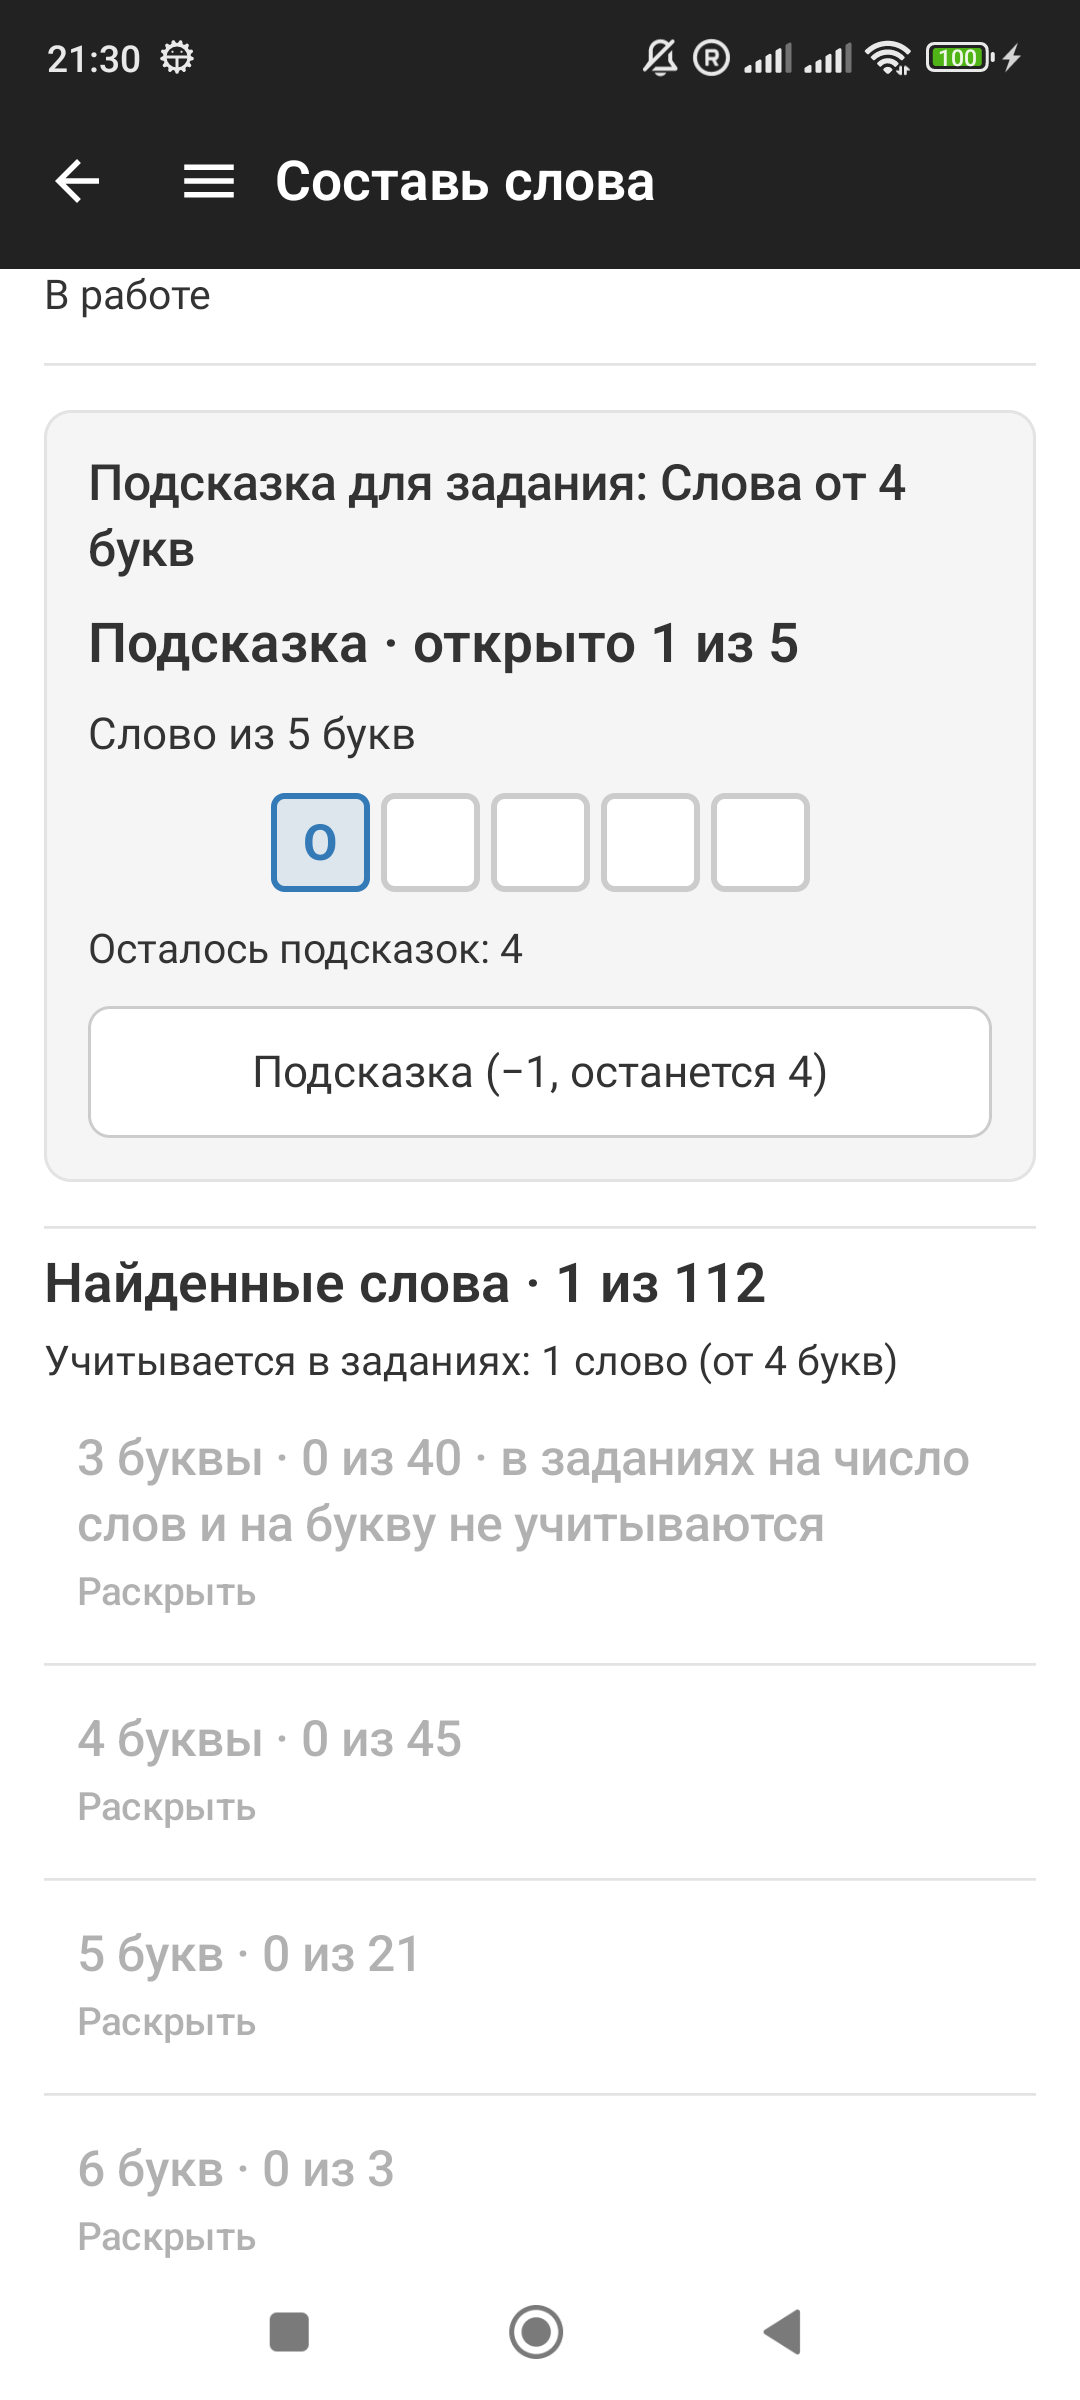 21:30
100
Составь слова
В работе
Подсказка для задания: Слова от 4
букв
Подсказка · открыто 1 из 5
Слово из 5 букв
О
Осталось подсказок: 4
Подсказка (−1, останется 4)
Найденные слова · 1 из 112
Учитывается в заданиях: 1 слово (от 4 букв)
3 буквы · 0 из 40 · в заданиях на число
слов и на букву не учитываются
Раскрыть
4 буквы · 0 из 45
Раскрыть
5 букв · 0 из 21
Раскрыть
6 букв · 0 из 3
Раскрыть